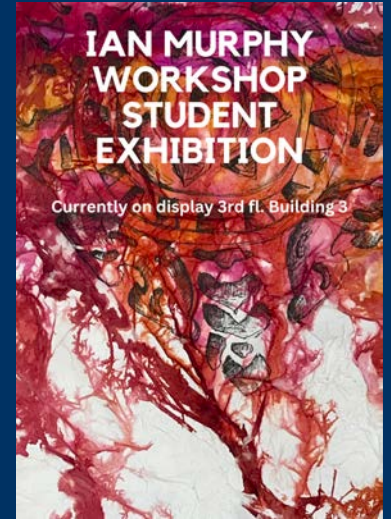 IAN MURPHY
WORKSHOP
STUDENT
EXHIBITION
Currently on display 3rd fl. Building 3